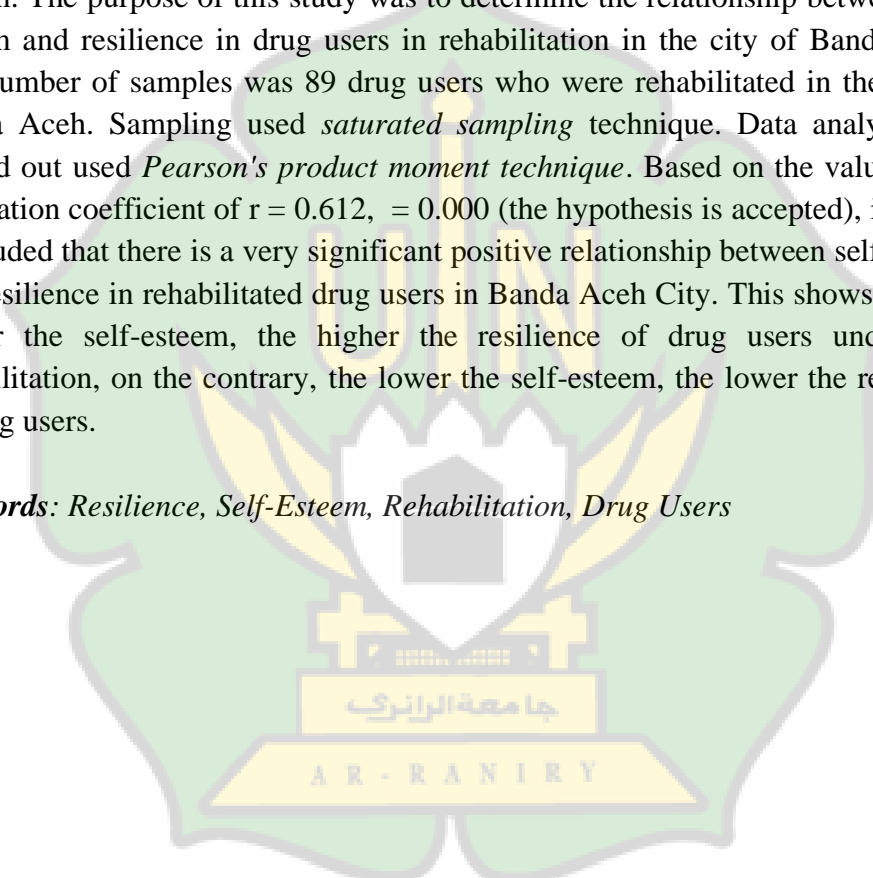 The purpose of this study was to determine the relationship betwe
and resilience in drug users in rehabilitation in the city of Band
umber of samples was 89 drug users who were rehabilitated in the
a Aceh. Sampling used saturated sampling technique. Data analy
d out used Pearson's product moment technique. Based on the valu
ation coefficient of r = 0.612, = 0.000 (the hypothesis is accepted), i
uded that there is a very significant positive relationship between self
esilience in rehabilitated drug users in Banda Aceh City. This shows
r the self-esteem, the higher the resilience of drug users und
ilitation, on the contrary, the lower the self-esteem, the lower the re
g users.
ords: Resilience, Self-Esteem, Rehabilitation, Drug Users
UIN
جامعة الرانري
AR-RANIRY